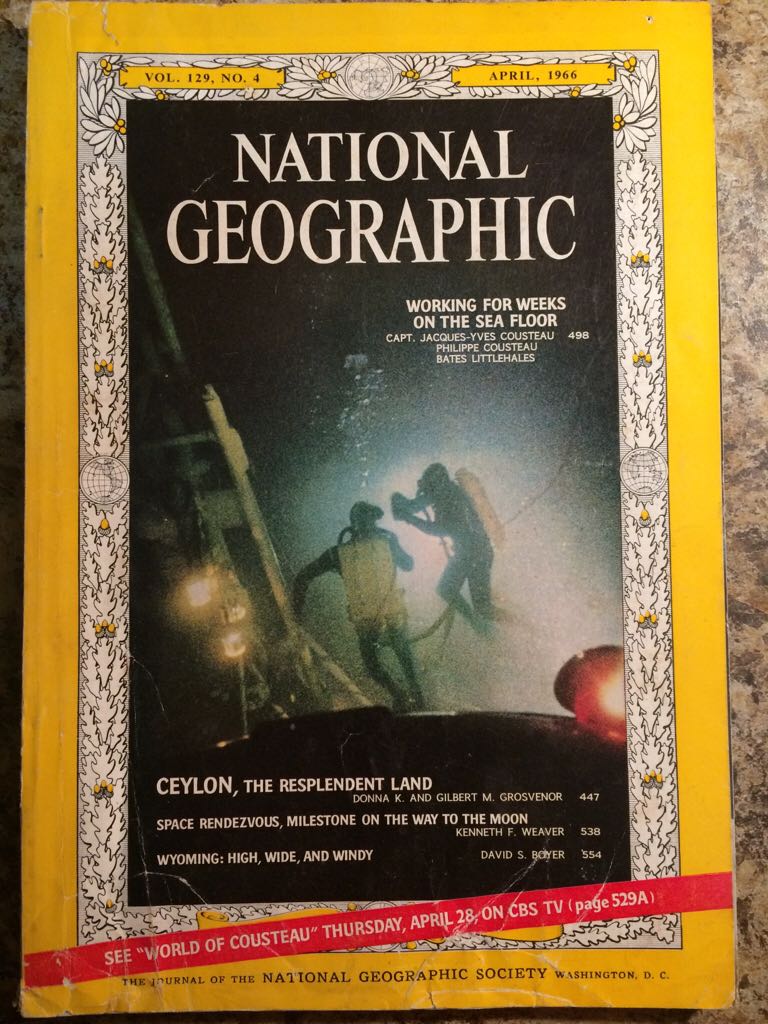 VOL. 129, NO. 4
APRIL, 1966
NATIONAL
GEOGRAPHIC
WORKING FOR WEEKS
ON THE SEA FLOOR
CAPT. JACQUES-YVES COUSTEAU 498
PHILIPPE COUSTEAU
BATES LITTLEHALES
CEYLON, THE RESPLENDENT LAND
DONNA K. AND GILBERT M. GROSVENOR 447
SPACE RENDEZVOUS, MILESTONE ON THE WAY TO THE MOON
KENNETH F. WEAVER 538
WYOMING: HIGH, WIDE, AND WINDY DAVID S. BOYER 554
SEE "WORLD OF COUSTEAU" THURSDAY, APRIL 28, ON CBS TV (page 529A)
THE JOURNAL OF THE NATIONAL GEOGRAPHIC SOCIETY WASHINGTON, D. C.